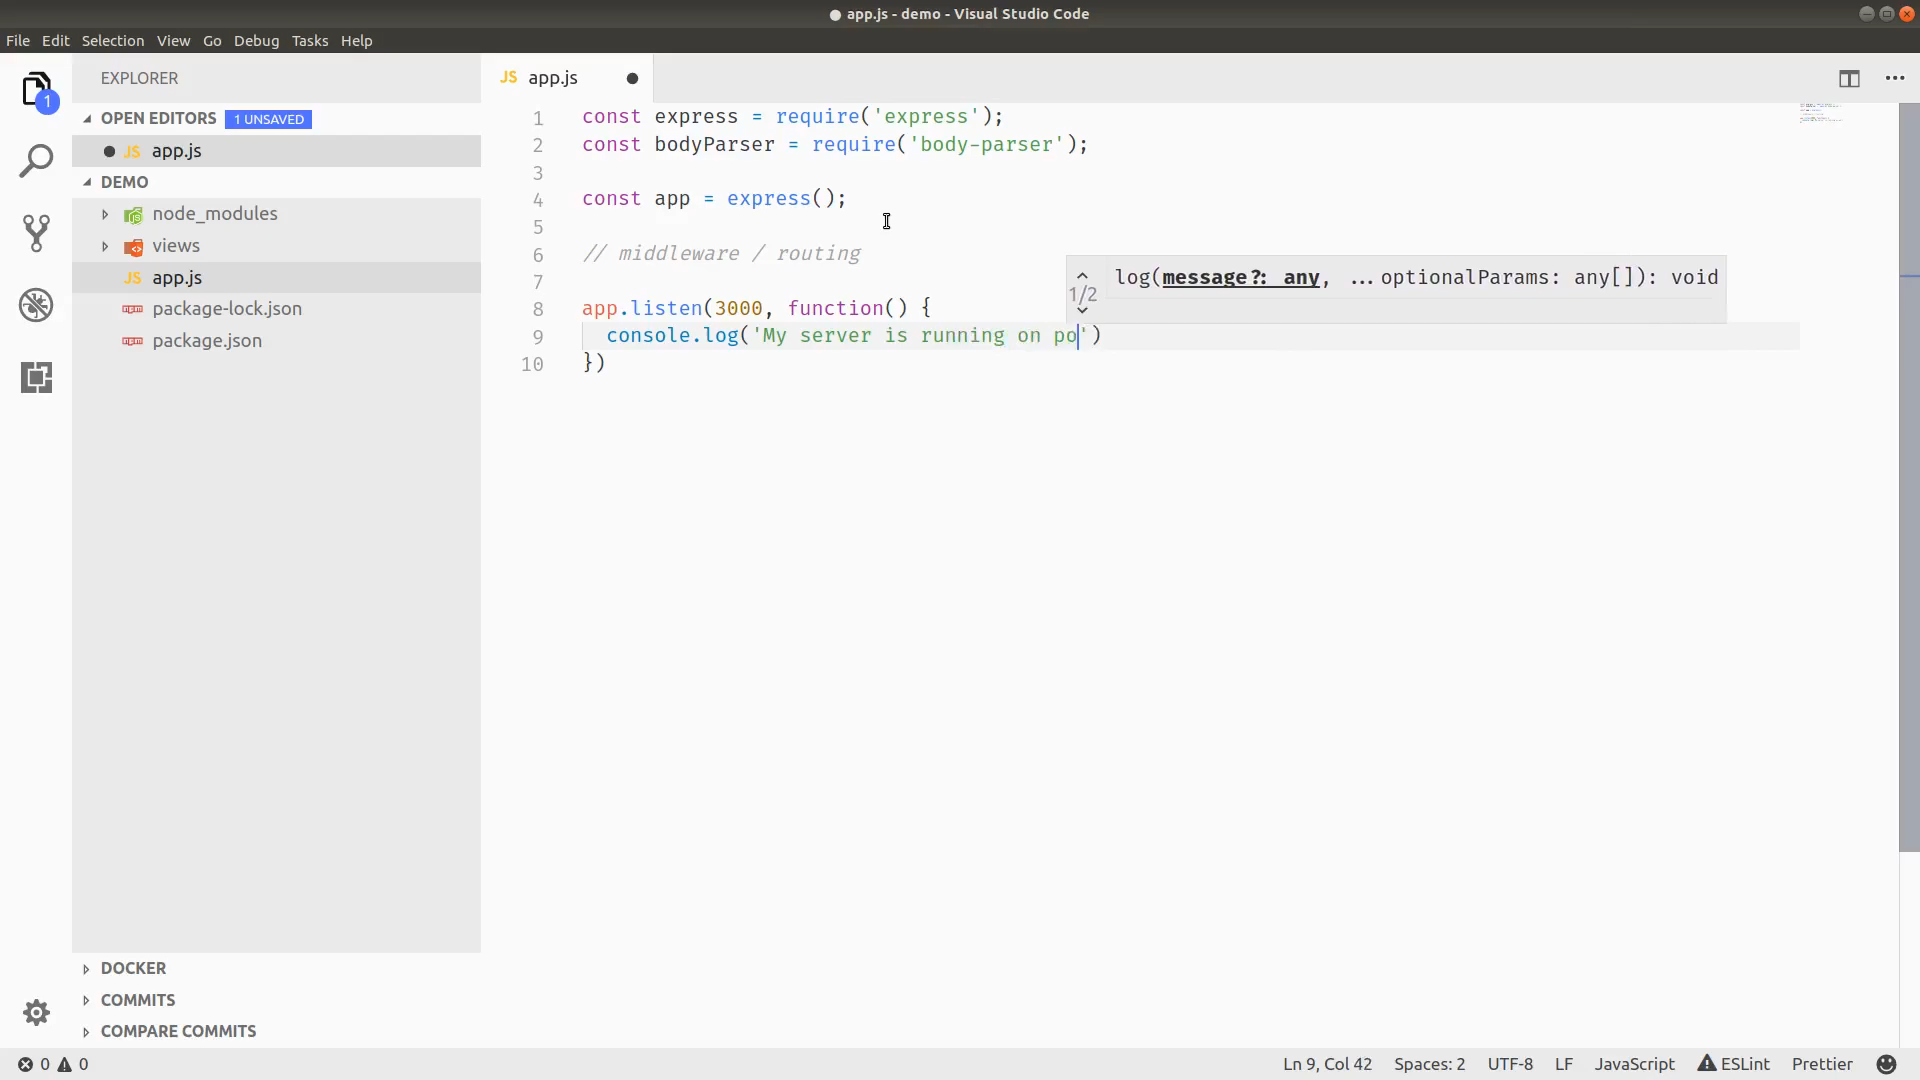 app.js - demo - Visual Studio Code
File Edit Selection View Go Debug Tasks Help
EXPLORER
1
OPEN EDITORS 1 UNSAVED
JS app.js
DEMO
node_modules
views
JS app.js
package-lock.json
package.json
DOCKER
COMMITS
COMPARE COMMITS
JS app.js
1 const express = require('express');
2 const bodyParser = require('body-parser');
3
4 const app = express();
5
6 // middleware / routing
7
8 app.listen(3000, function() {
9 console.log('My server is running on po')
10 })
1/2 log(message?: any, ...optionalParams: any[]): void
0 0 Ln 9, Col 42 Spaces: 2 UTF-8 LF JavaScript ESLint Prettier